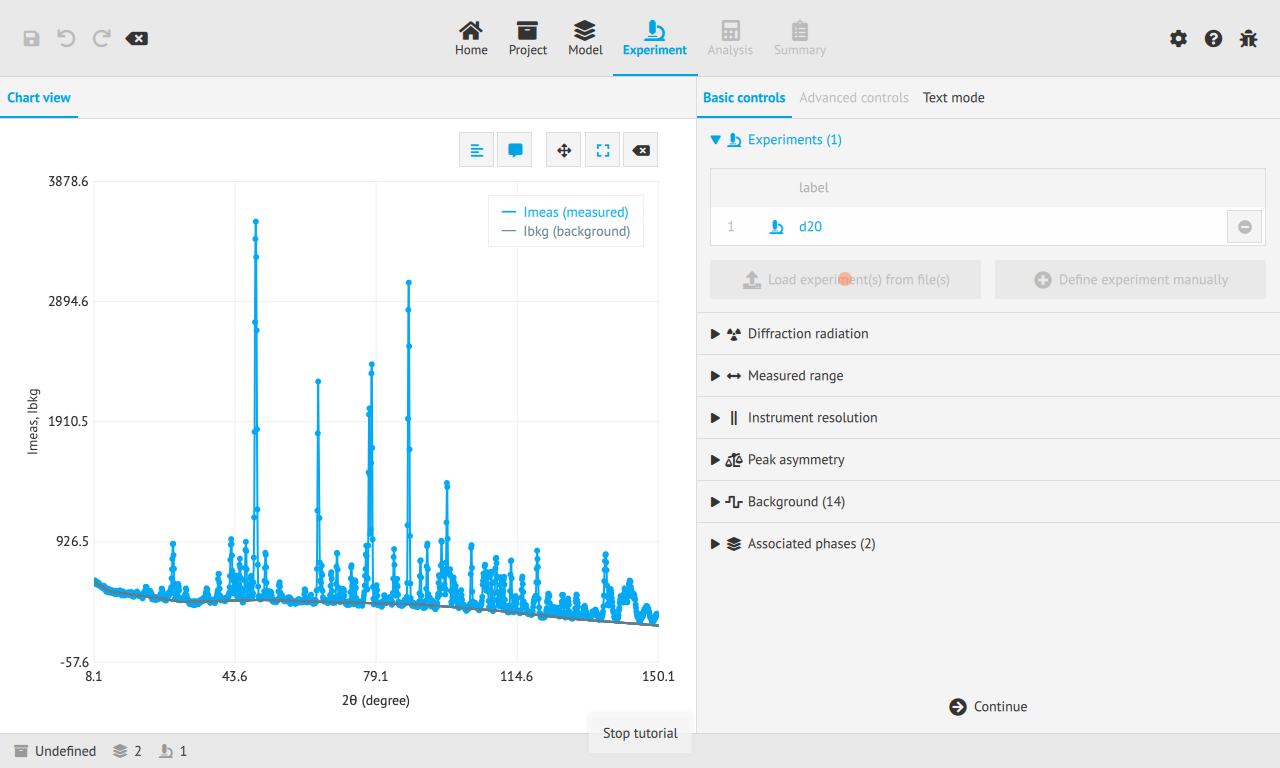 Home
Project
Model
Experiment
Analysis
Summary
Chart view
Basic controls
Advanced controls
Text mode
3878.6
2894.6
1910.5
926.5
-57.6
Imeas, Ibkg
8.1
43.6
79.1
114.6
150.1
2θ (degree)
Imeas (measured)
Ibkg (background)
Experiments (1)
label
1
d20
Load experiment(s) from file(s)
Define experiment manually
Diffraction radiation
Measured range
Instrument resolution
Peak asymmetry
Background (14)
Associated phases (2)
Continue
Stop tutorial
Undefined
2
1